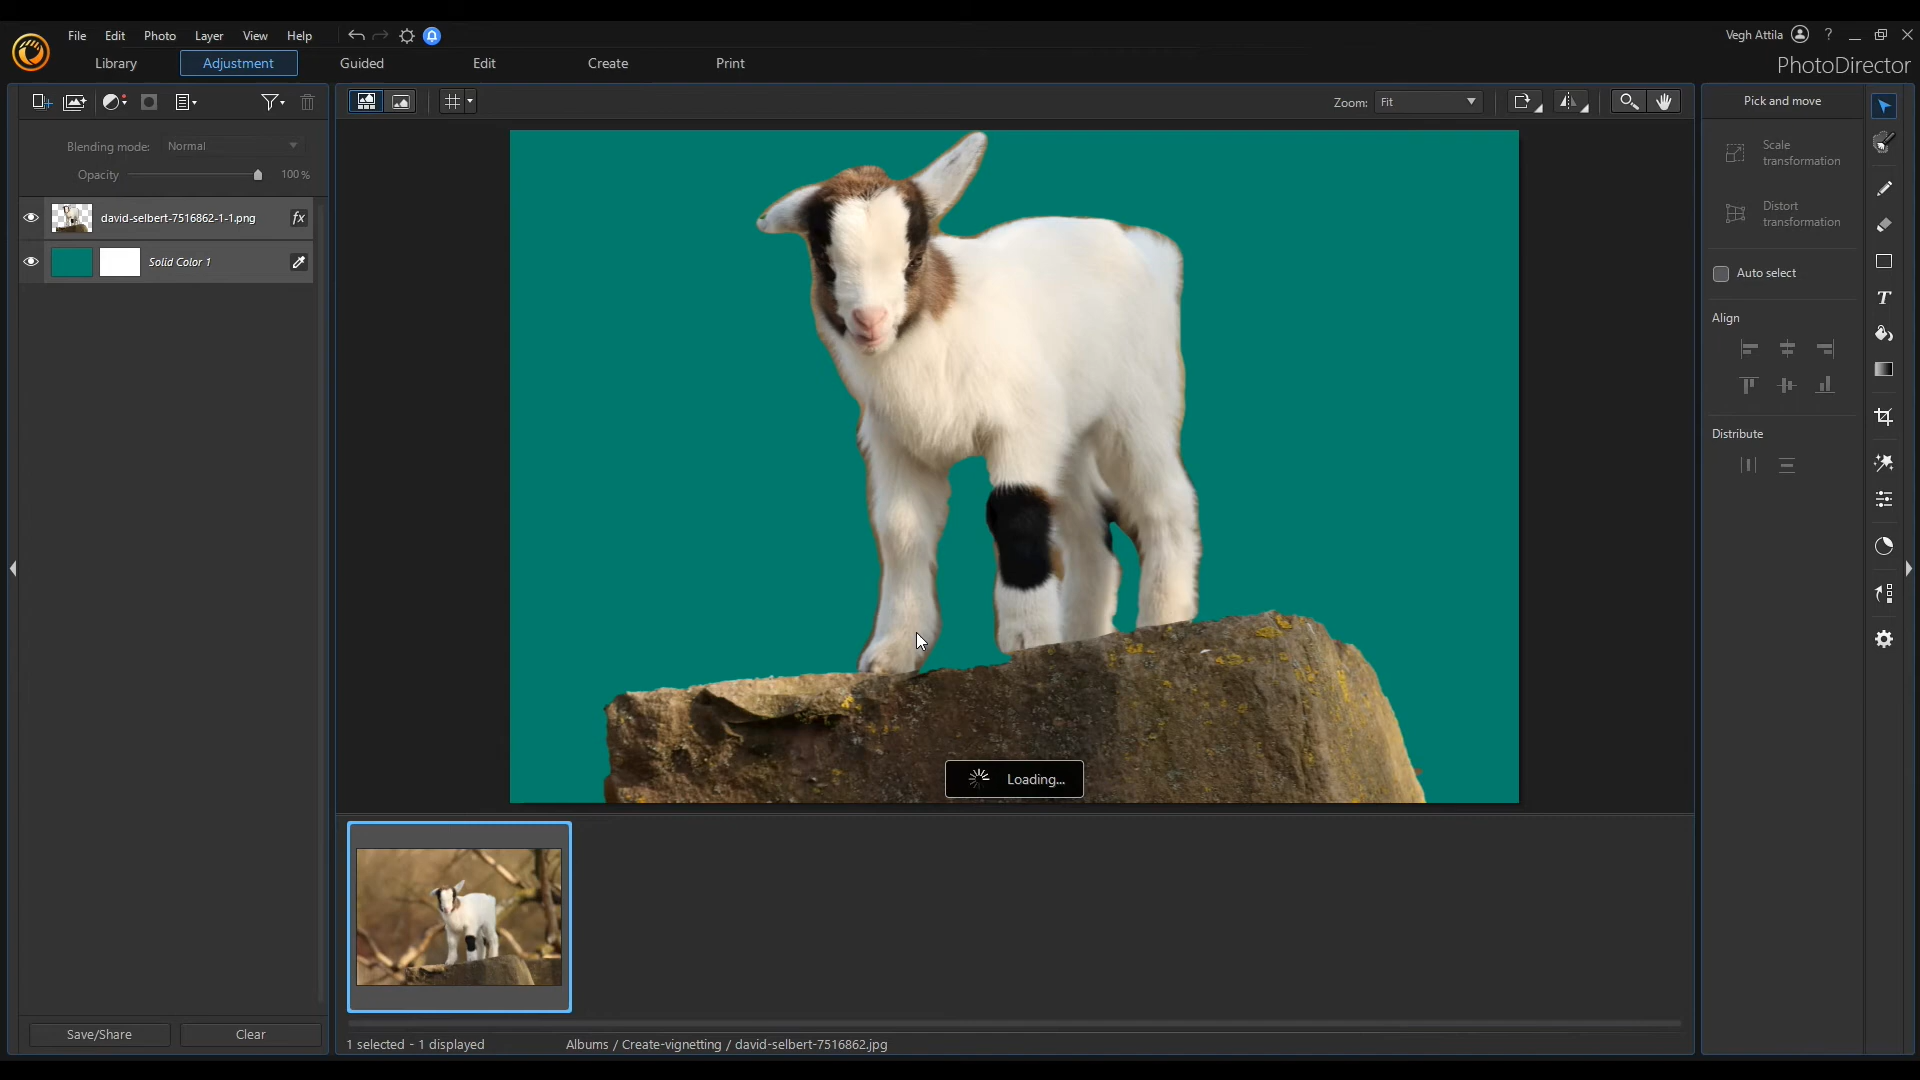 File Edit Photo Layer View Help
Vegh Attila ?
Library Adjustment Guided Edit Create Print
PhotoDirector
Zoom: Fit
Pick and move
Blending mode: Normal
Opacity 100 %
Scale
transformation
Distort
transformation
david-selbert-7516862-1-1.png fx
Solid Color 1
Auto select
Align
T
Distribute
Loading...
Save/Share Clear
1 selected - 1 displayed Albums / Create-vignetting / david-selbert-7516862.jpg